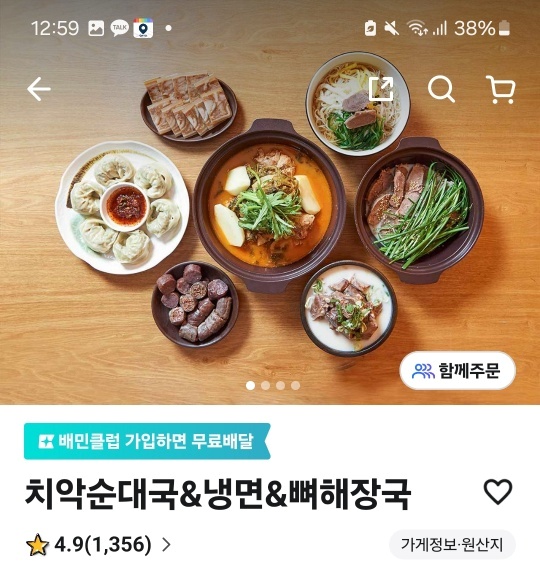 12:59 TALK 38%
함께주문
배민클럽 가입하면 무료배달
치악순대국&냉면&뼈해장국
4.9(1,356)
가게정보·원산지